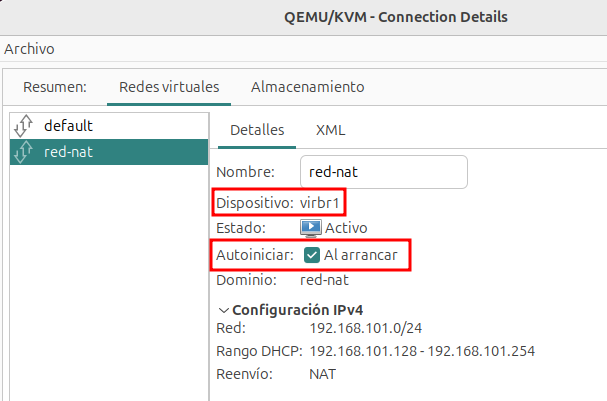 QEMU/KVM - Connection Details
Archivo
Resumen: Redes virtuales Almacenamiento
default
red-nat
Detalles XML
Nombre: red-nat
Dispositivo: virbr1
Estado: Activo
Autoiniciar: Al arrancar
Dominio: red-nat
Configuración IPv4
Red: 192.168.101.0/24
Rango DHCP: 192.168.101.128 - 192.168.101.254
Reenvío: NAT